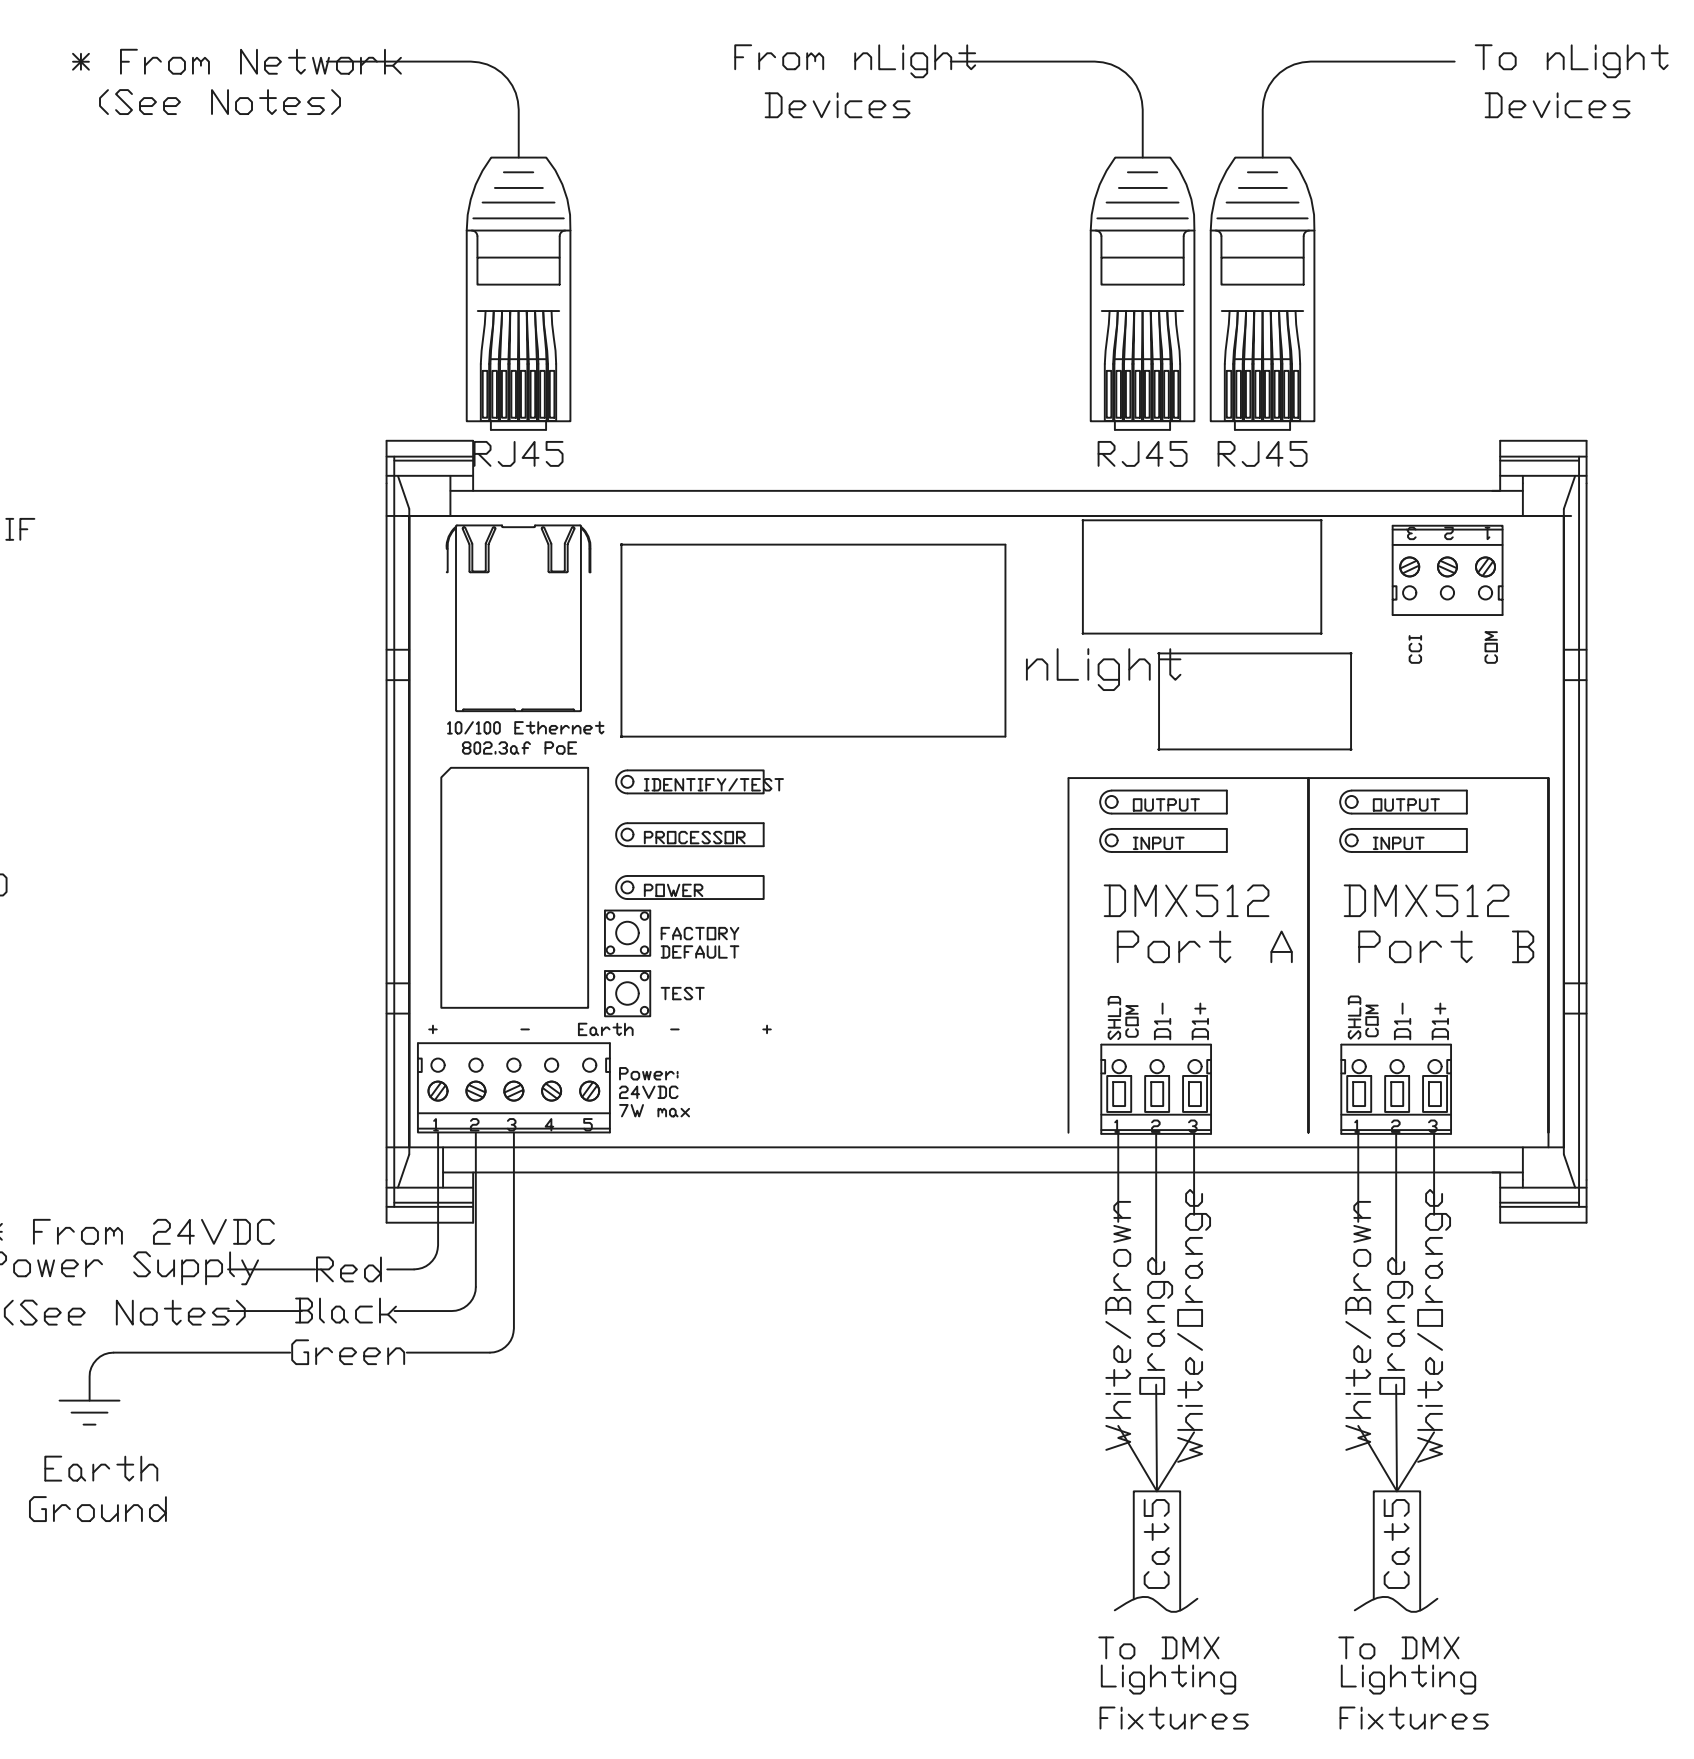 * From Network
(See Notes)
From nLight
Devices
To nLight
Devices
RJ45
RJ45
RJ45
IF
3 2 1
CCI
COM
nLight
10/100 Ethernet
802.3af PoE
IDENTIFY/TEST
PROCESSOR
POWER
FACTORY
DEFAULT
TEST
+ - Earth - +
Power:
24VDC
7W max
1 2 3 4 5
OUTPUT
INPUT
DMX512
Port A
SHLD
COM
D1-
D1+
1 2 3
OUTPUT
INPUT
DMX512
Port B
SHLD
COM
D1-
D1+
1 2 3
* From 24VDC
Power Supply
(See Notes)
Red
Black
Green
Earth
Ground
White/Brown
Orange
White/Orange
Cat5
To DMX
Lighting
Fixtures
White/Brown
Orange
White/Orange
Cat5
To DMX
Lighting
Fixtures